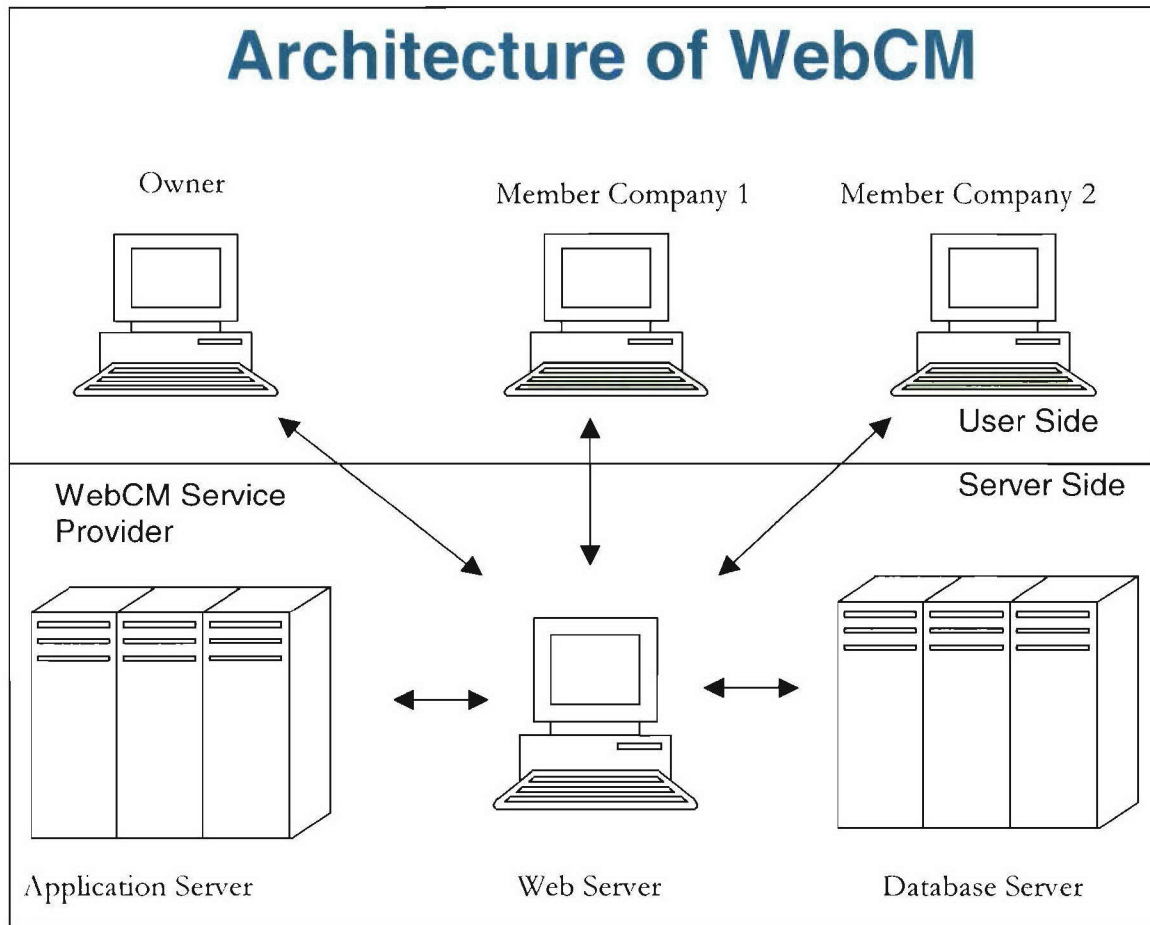 Architecture of WebCM
Owner
Member Company 1
Member Company 2
User Side
WebCM Service
Provider
Server Side
Application Server
Web Server
Database Server